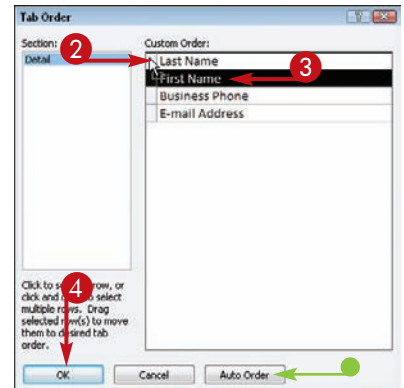 Tab Order
Section:
Custom Order:
2
Detail
Last Name
3
First Name
Business Phone
E-mail Address
Click to row, or
click and to select
multiple rows. Drag
selected row(s) to move
them to desired tab
order.
4
OK
Cancel
Auto Order